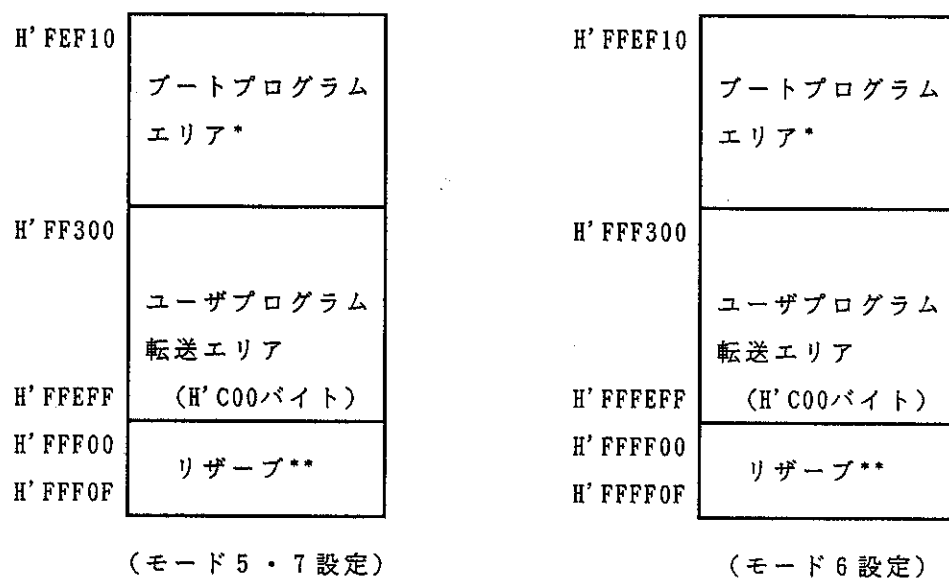 H'FEF10
ブートプログラム
エリア*
H'FF300
ユーザプログラム
転送エリア
H'FFEFF
(H'C00バイト)
H'FFF00
リザーブ**
H'FFF0F
(モード5・7設定)
H'FFEF10
ブートプログラム
エリア*
H'FFF300
ユーザプログラム
転送エリア
H'FFFEFF
(H'C00バイト)
H'FFFF00
リザーブ**
H'FFFF0F
(モード6設定)